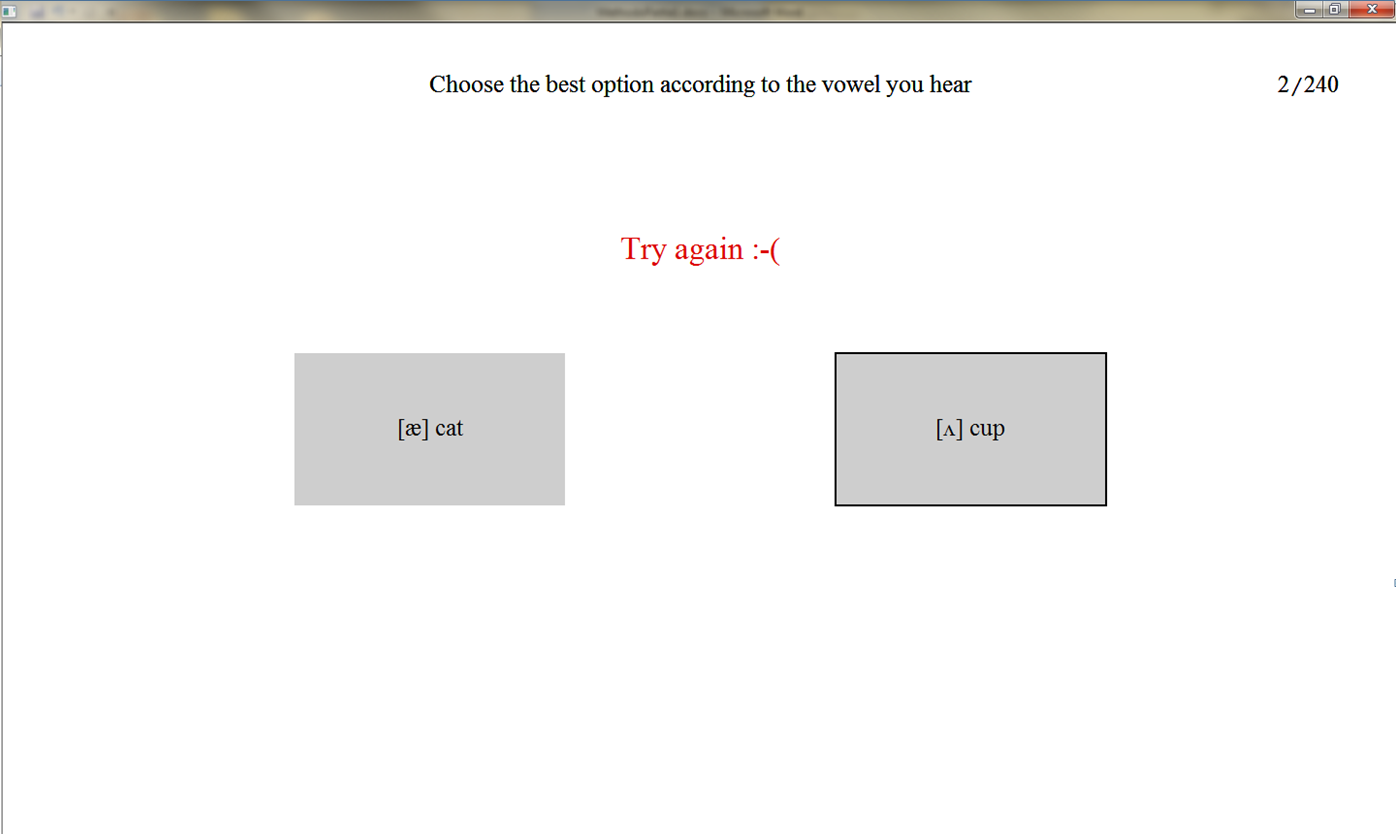 Choose the best option according to the vowel you hear
2/240
Try again :-(
[æ] cat
[ʌ] cup